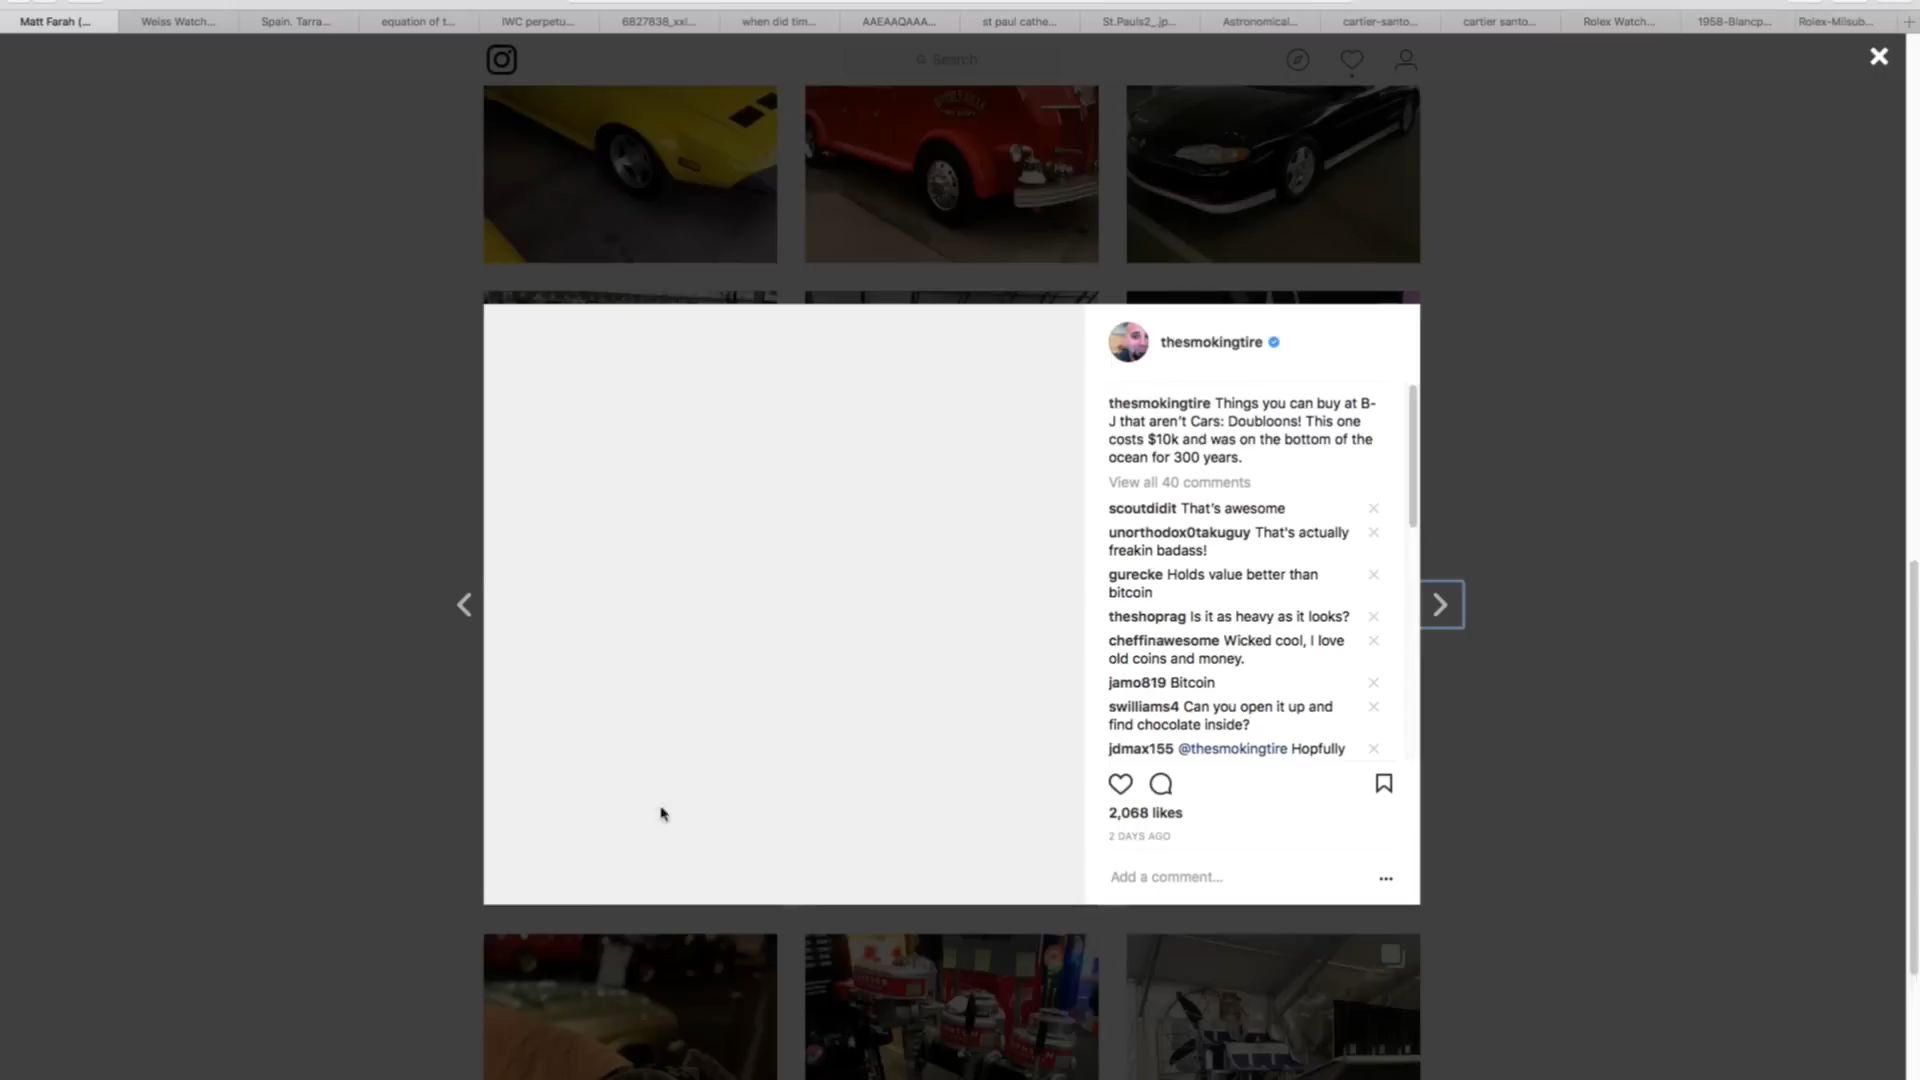 Matt Farah (...
Weiss Watch...
Spain. Tarra...
equation of t...
IWC perpetu...
6827838_xxl...
when did tim...
AAEAAQAAA...
st paul cathe...
St.Pauls2_.jp...
Astronomical...
cartier-santo...
cartier santo...
Rolex Watch...
1958-Blancp...
Rolex-Milsub...
Search
thesmokingtire
thesmokingtire Things you can buy at B-
J that aren't Cars: Doubloons! This one
costs $10k and was on the bottom of the
ocean for 300 years.
View all 40 comments
scoutdidit That's awesome
unorthodox0takuguy That's actually
freakin badass!
gurecke Holds value better than
bitcoin
theshoprag Is it as heavy as it looks?
cheffinawesome Wicked cool, I love
old coins and money.
jamo819 Bitcoin
swilliams4 Can you open it up and
find chocolate inside?
jdmax155 @thesmokingtire Hopfully
2,068 likes
2 DAYS AGO
Add a comment...